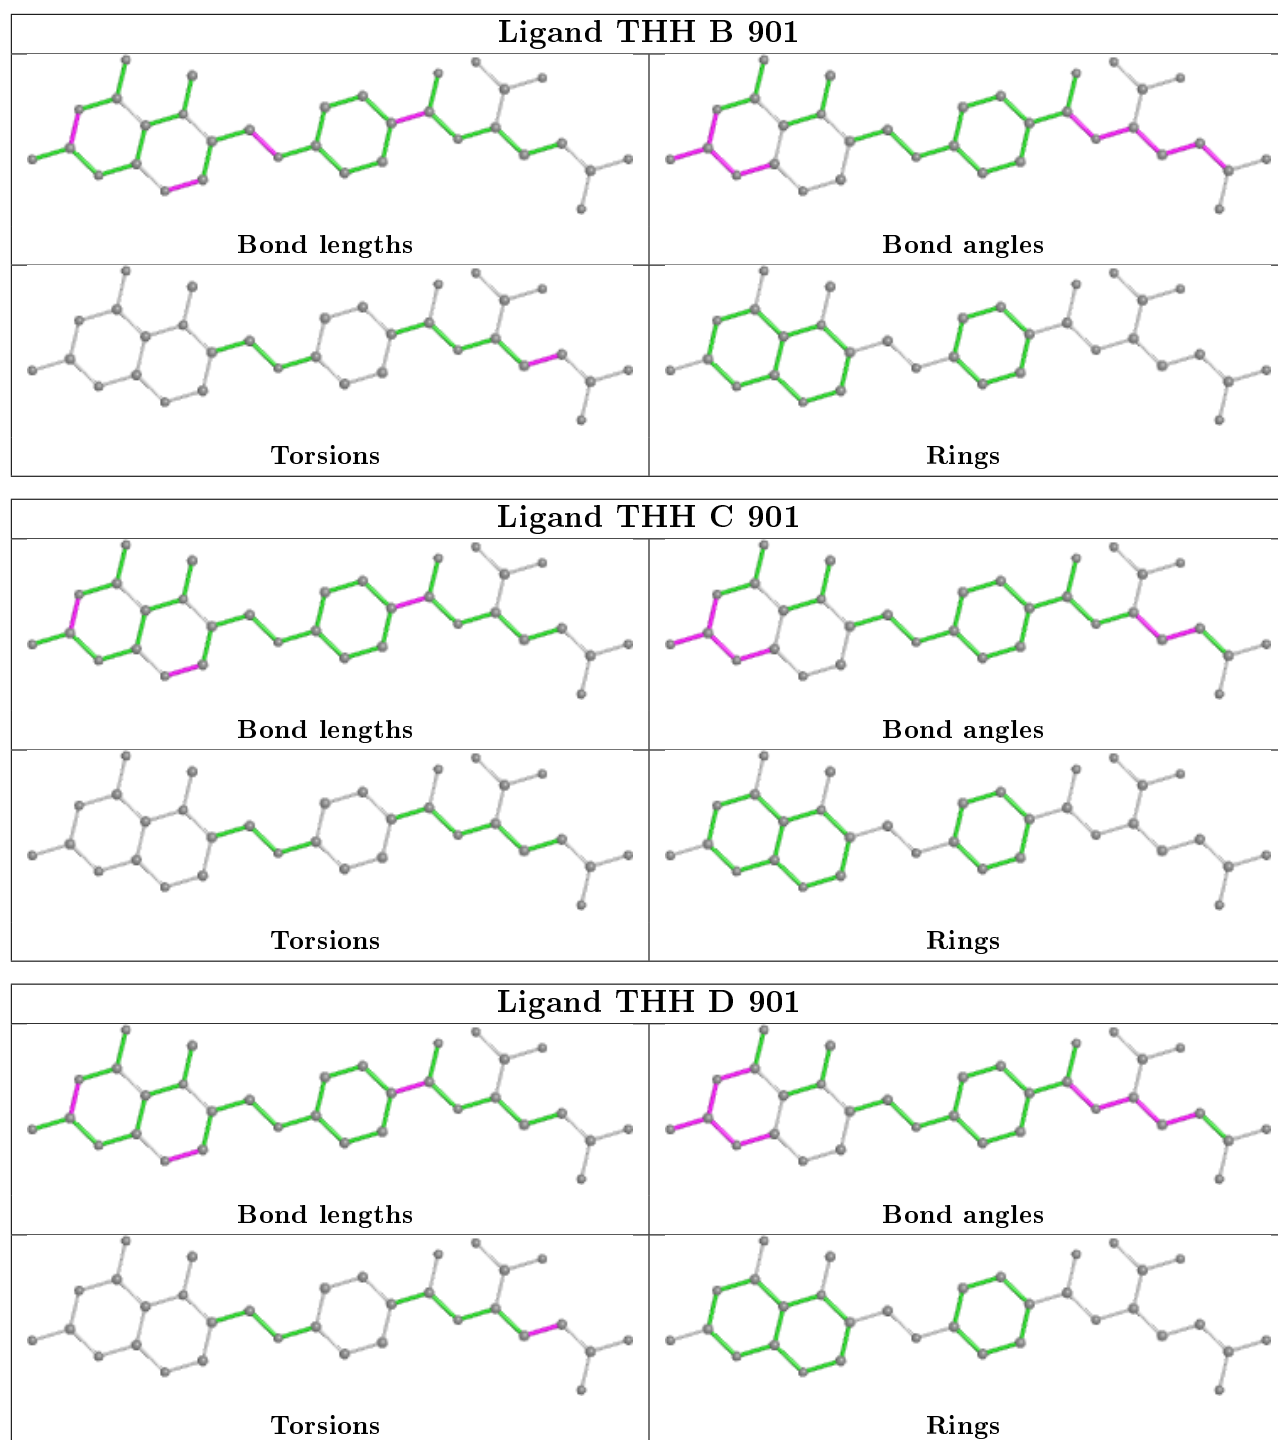 Ligand THH B 901
Bond lengths
Bond angles
Torsions
Rings
Ligand THH C 901
Bond lengths
Bond angles
Torsions
Rings
Ligand THH D 901
Bond lengths
Bond angles
Torsions
Rings